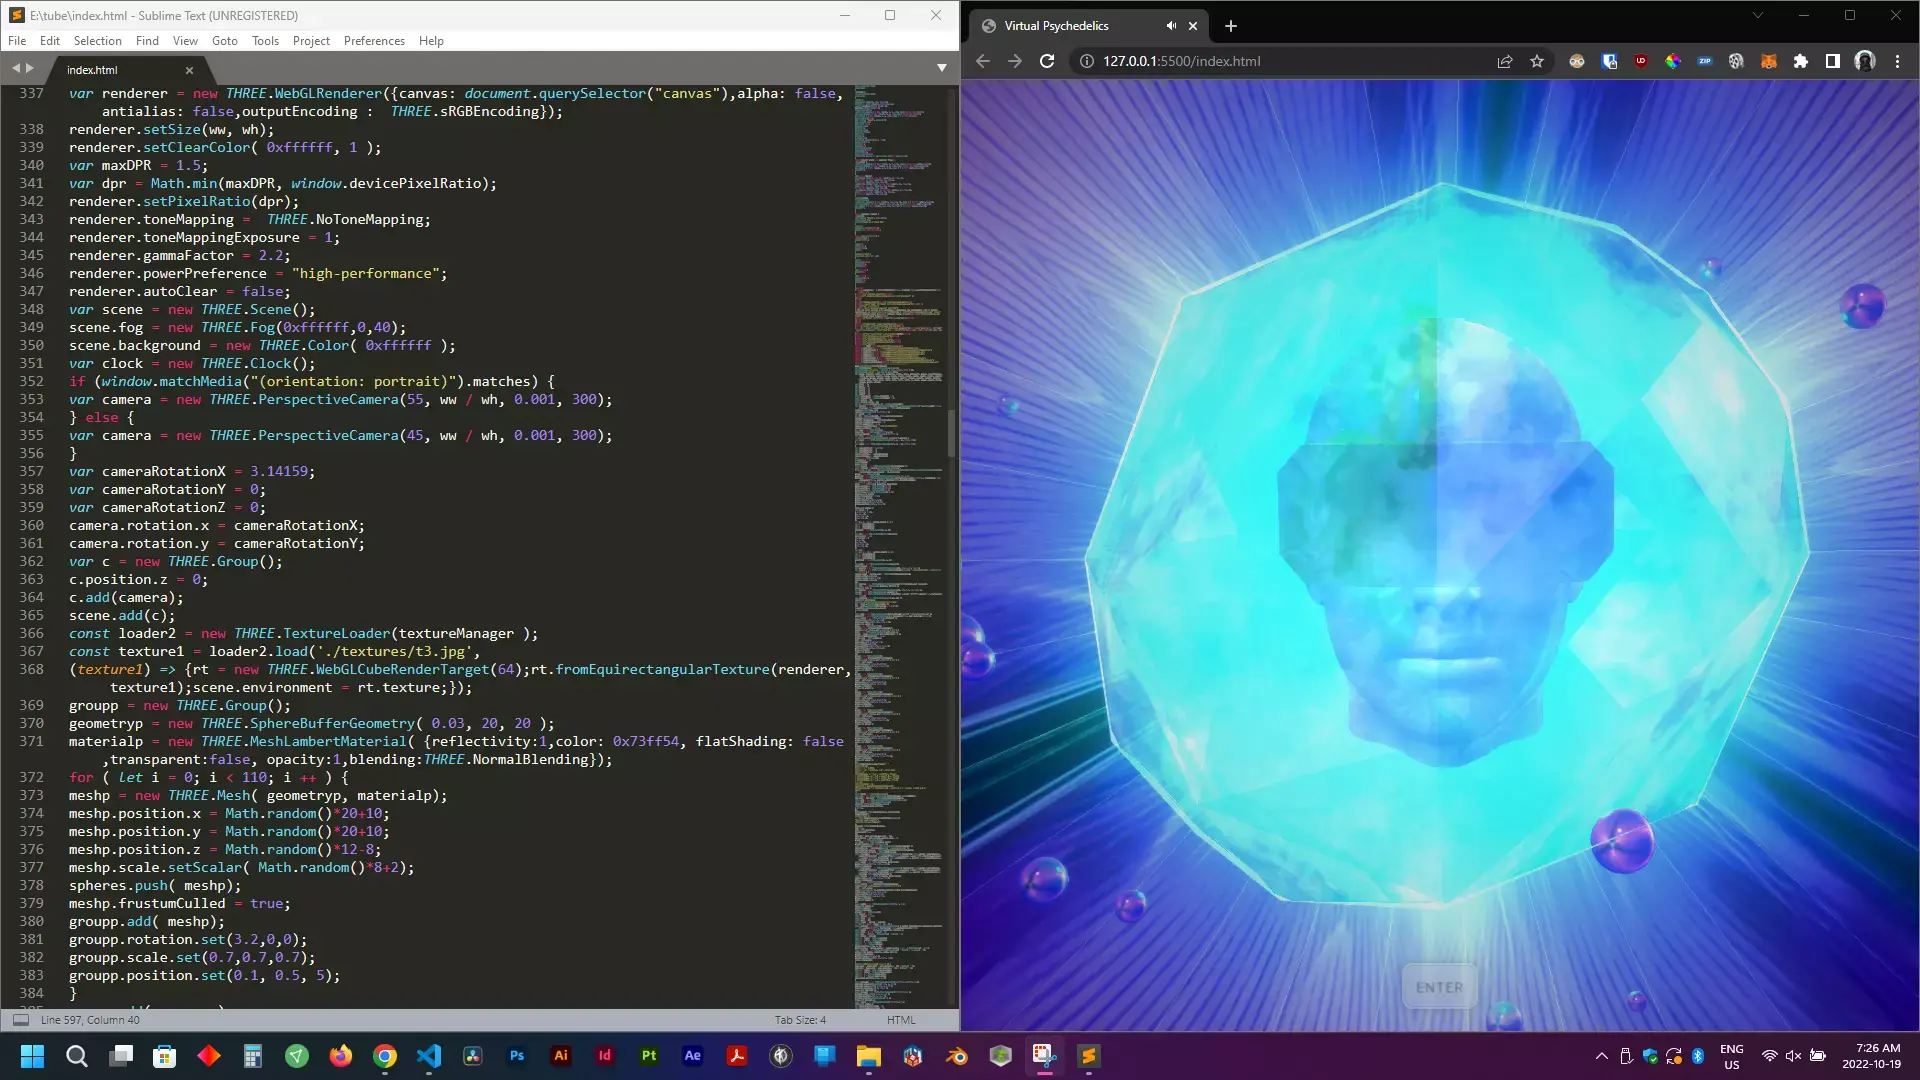 E:\tube\index.html - Sublime Text (UNREGISTERED)
File Edit Selection Find View Goto Tools Project Preferences Help
index.html
337 var renderer = new THREE.WebGLRenderer({canvas: document.querySelector("canvas"),alpha: false,
antialias: false,outputEncoding :  THREE.sRGBEncoding});
338 renderer.setSize(ww, wh);
339 renderer.setClearColor( 0xffffff, 1 );
340 var maxDPR = 1.5;
341 var dpr = Math.min(maxDPR, window.devicePixelRatio);
342 renderer.setPixelRatio(dpr);
343 renderer.toneMapping =  THREE.NoToneMapping;
344 renderer.toneMappingExposure = 1;
345 renderer.gammaFactor = 2.2;
346 renderer.powerPreference = "high-performance";
347 renderer.autoClear = false;
348 var scene = new THREE.Scene();
349 scene.fog = new THREE.Fog(0xffffff,0,40);
350 scene.background = new THREE.Color( 0xffffff );
351 var clock = new THREE.Clock();
352 if (window.matchMedia("(orientation: portrait)").matches) {
353 var camera = new THREE.PerspectiveCamera(55, ww / wh, 0.001, 300);
354 } else {
355 var camera = new THREE.PerspectiveCamera(45, ww / wh, 0.001, 300);
356 }
357 var cameraRotationX = 3.14159;
358 var cameraRotationY = 0;
359 var cameraRotationZ = 0;
360 camera.rotation.x = cameraRotationX;
361 camera.rotation.y = cameraRotationY;
362 var c = new THREE.Group();
363 c.position.z = 0;
364 c.add(camera);
365 scene.add(c);
366 const loader2 = new THREE.TextureLoader(textureManager );
367 const texture1 = loader2.load('./textures/t3.jpg',
368 (texture1) => {rt = new THREE.WebGLCubeRenderTarget(64);rt.fromEquirectangularTexture(renderer,
texture1);scene.environment = rt.texture;});
369 groupp = new THREE.Group();
370 geometryp = new THREE.SphereBufferGeometry( 0.03, 20, 20 );
371 materialp = new THREE.MeshLambertMaterial( {reflectivity:1,color: 0x73ff54, flatShading: false
,transparent:false, opacity:1,blending:THREE.NormalBlending});
372 for ( let i = 0; i < 110; i ++ ) {
373 meshp = new THREE.Mesh( geometryp, materialp);
374 meshp.position.x = Math.random()*20+10;
375 meshp.position.y = Math.random()*20+10;
376 meshp.position.z = Math.random()*12-8;
377 meshp.scale.setScalar( Math.random()*8+2);
378 spheres.push( meshp);
379 meshp.frustumCulled = true;
380 groupp.add( meshp);
381 groupp.rotation.set(3.2,0,0);
382 groupp.scale.set(0.7,0.7,0.7);
383 groupp.position.set(0.1, 0.5, 5);
384 }
Line 597, Column 40
Tab Size: 4
HTML
Virtual Psychedelics
127.0.0.1:5500/index.html
ZIP
ENTER
Ps Ai Id Pt Ae
ENG
US
7:26 AM
2022-10-19